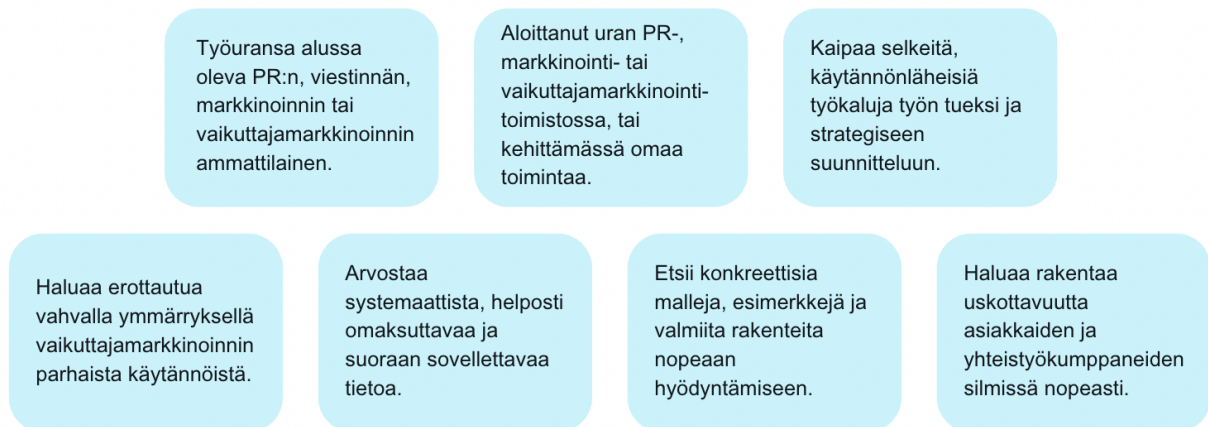 Työuransa alussa
oleva PR:n, viestinnän,
markkinoinnin tai
vaikuttajamarkkinoinnin
ammattilainen.
Aloittanut uran PR-,
markkinointi- tai
vaikuttajamarkkinointi-
toimistossa, tai
kehittämässä omaa
toimintaa.
Kaipaa selkeitä,
käytännönläheisiä
työkaluja työn tueksi ja
strategiseen
suunnitteluun.
Haluaa erottautua
vahvalla ymmärryksellä
vaikuttajamarkkinoinnin
parhaista käytännöistä.
Arvostaa
systemaattista, helposti
omaksuttavaa ja
suoraan sovellettavaa
tietoa.
Etsii konkreettisia
malleja, esimerkkejä ja
valmiita rakenteita
nopeaan
hyödyntämiseen.
Haluaa rakentaa
uskottavuutta
asiakkaiden ja
yhteistyökumppaneiden
silmissä nopeasti.